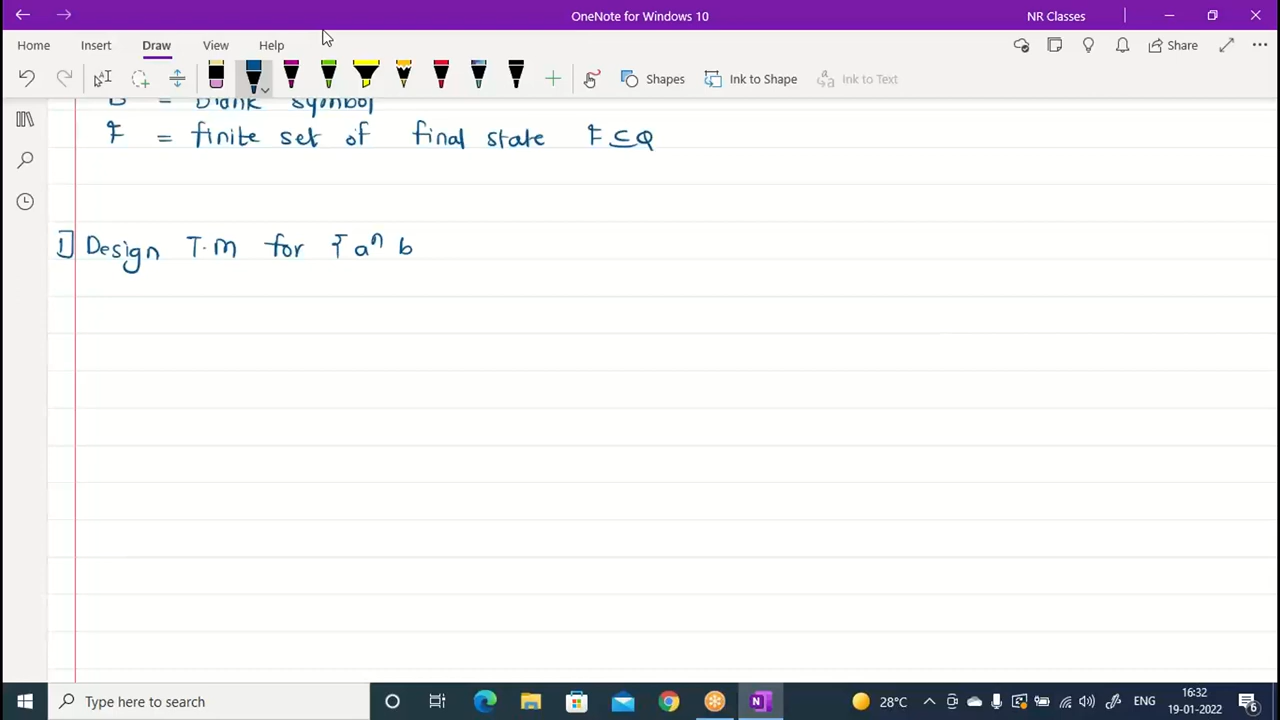 OneNote for Windows 10
NR Classes
Home Insert Draw View Help
Share
Shapes
Ink to Shape
Ink to Text
B = blank symbol
F = finite set of final state F ⊆ Q
1] Design T.M for { aⁿ b
Type here to search
28°C
ENG
16:32
19-01-2022
6